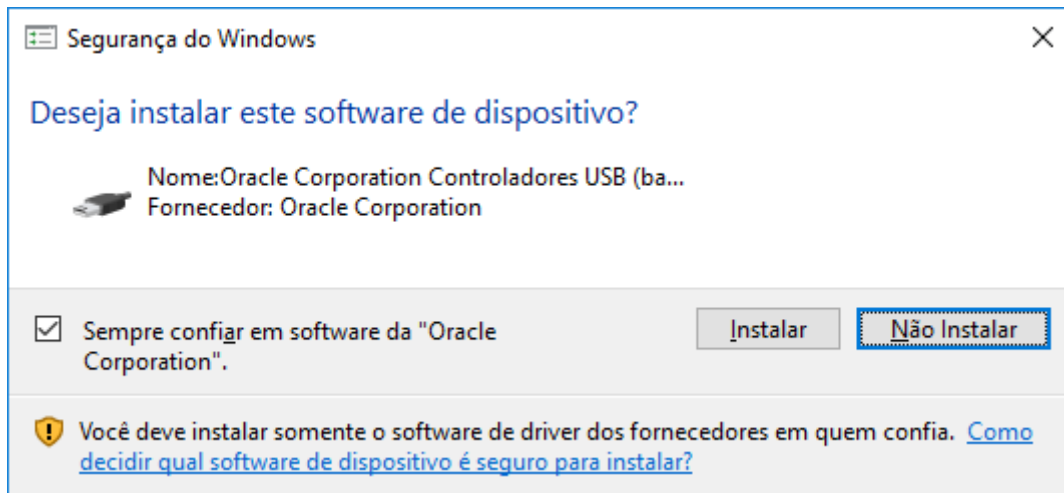 Segurança do Windows
Deseja instalar este software de dispositivo?
Nome:Oracle Corporation Controladores USB (ba...
Fornecedor: Oracle Corporation
Sempre confiar em software da "Oracle
Corporation".
Instalar
Não Instalar
Você deve instalar somente o software de driver dos fornecedores em quem confia. Como
decidir qual software de dispositivo é seguro para instalar?